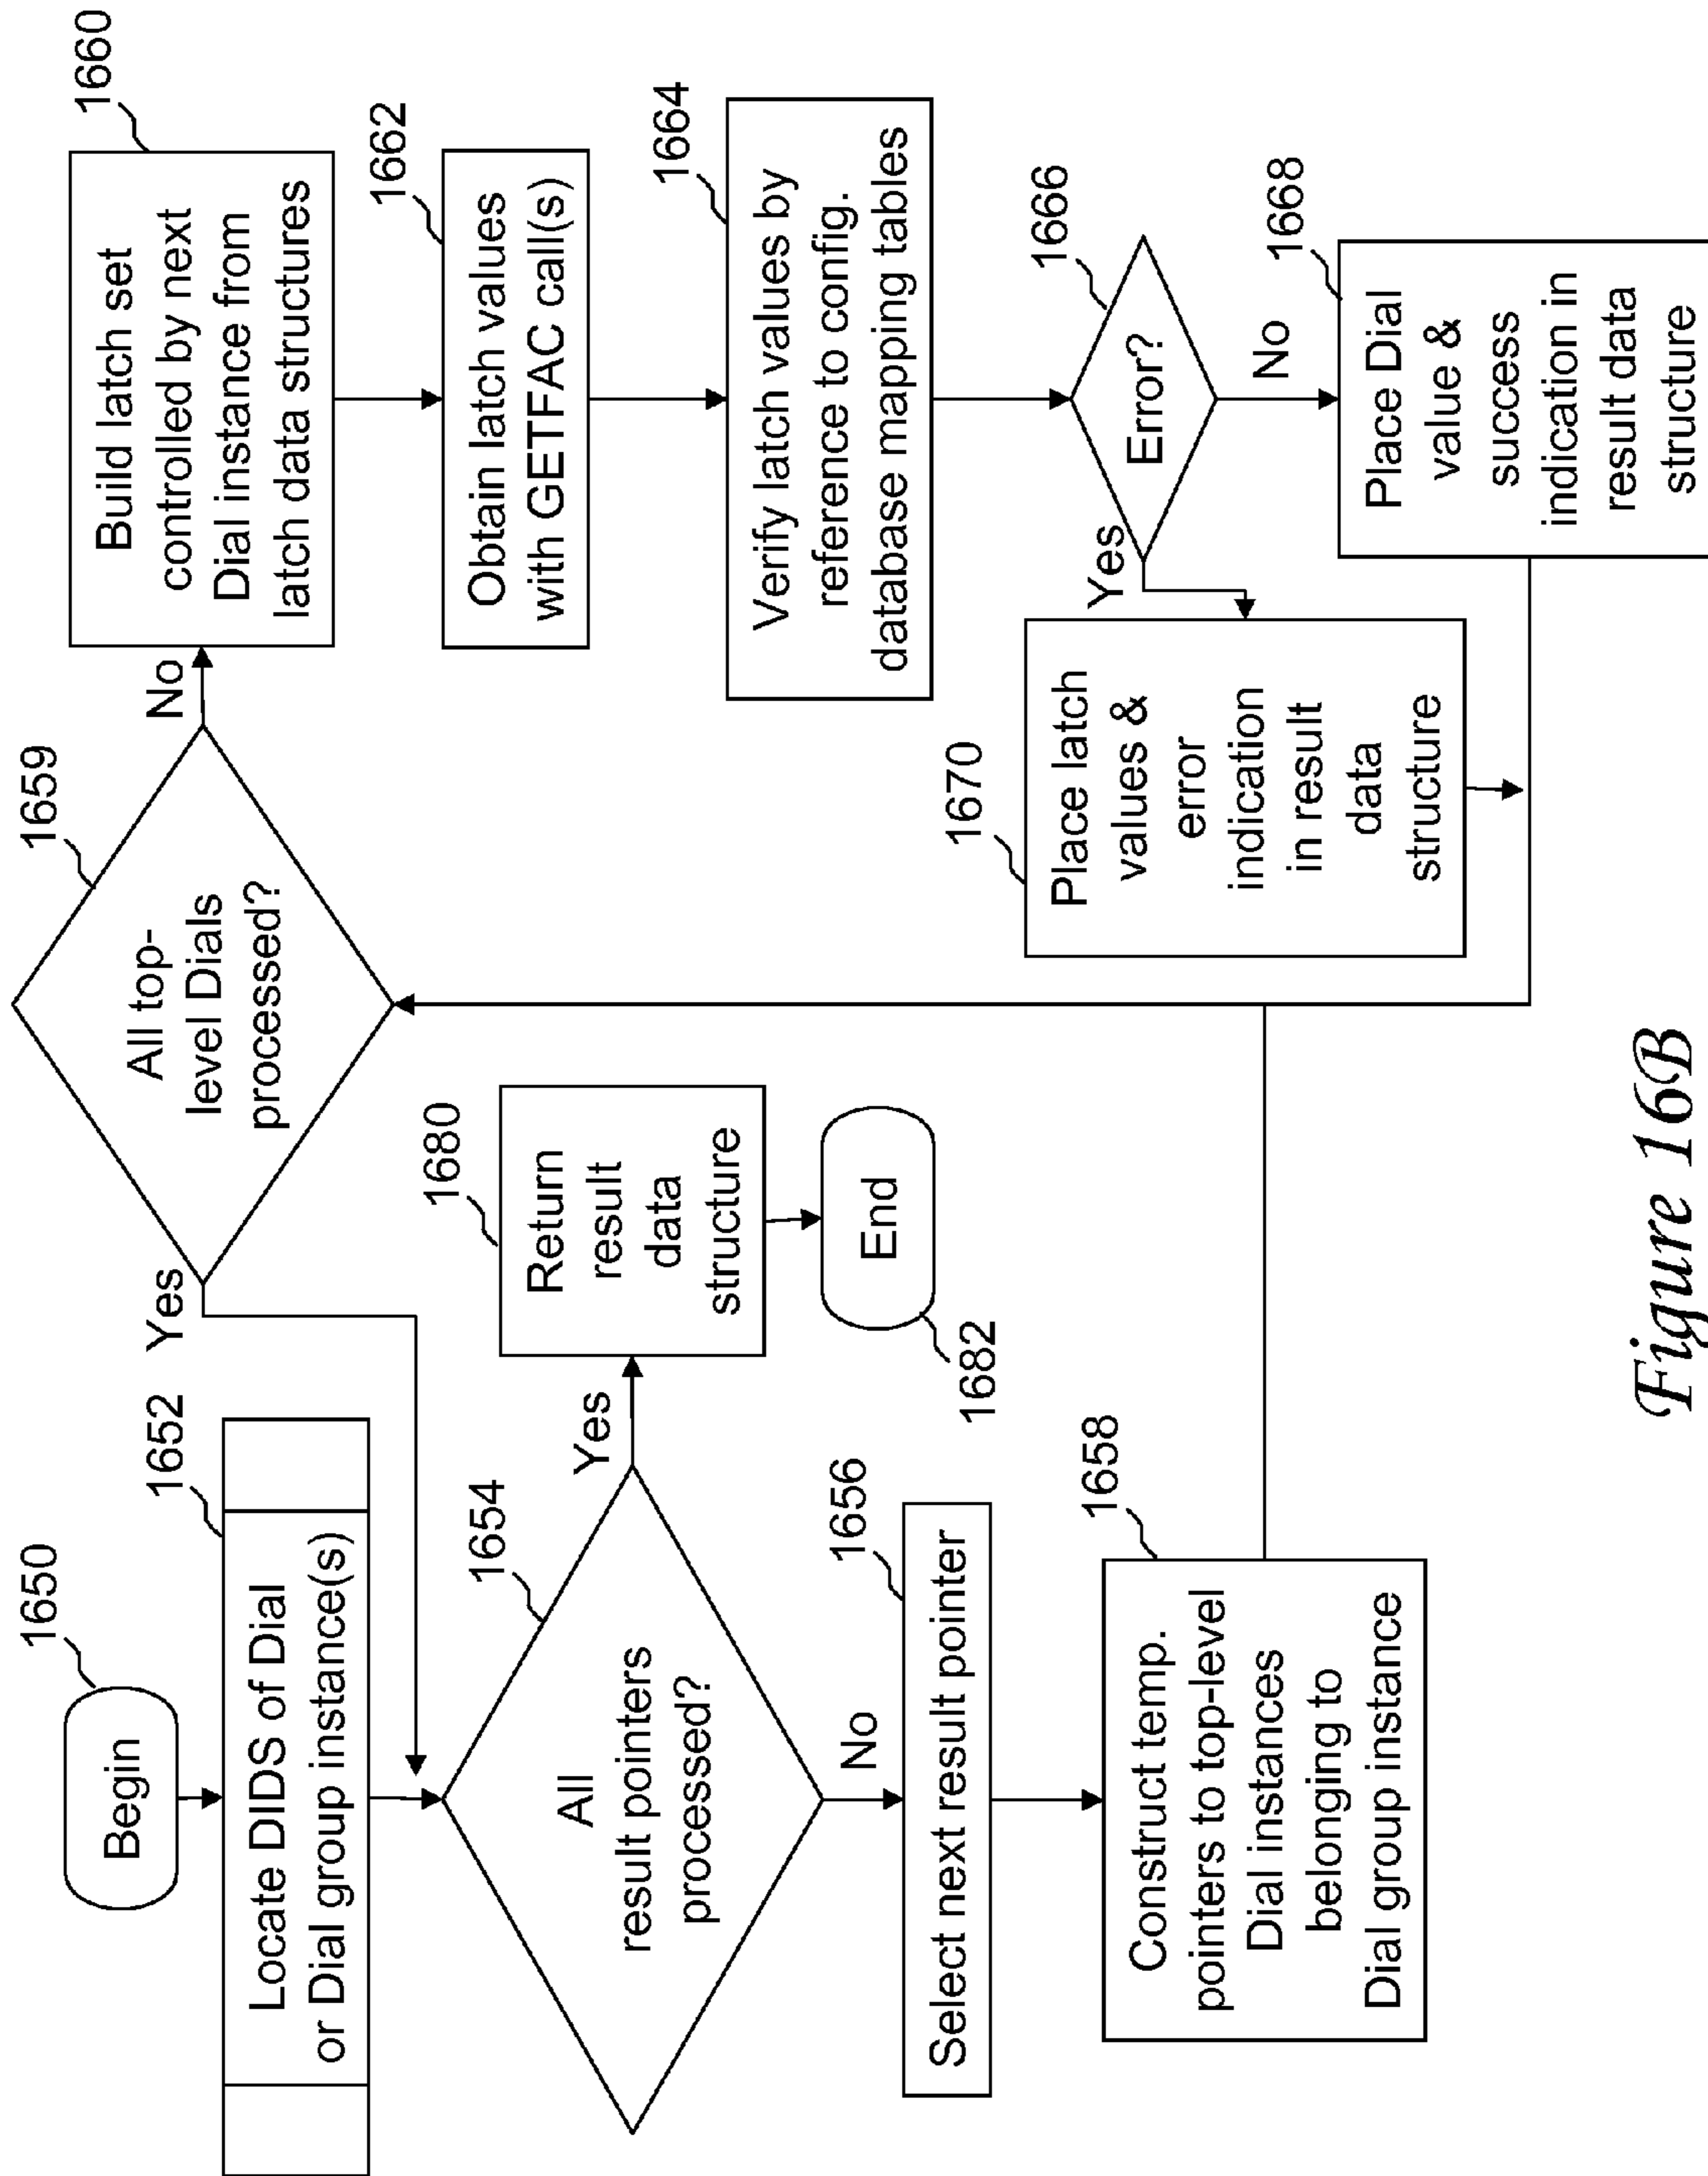 1650
Begin
1652
Locate DIDS of Dial
or Dial group instance(s)
1654
All
result pointers
processed?
Yes
No
1656
Select next result pointer
1658
Construct temp.
pointers to top-level
Dial instances
belonging to
Dial group instance
1680
Return
result
data
structure
End
1682
1659
All top-
level Dials
processed?
Yes
No
1660
Build latch set
controlled by next
Dial instance from
latch data structures
1662
Obtain latch values
with GETFAC call(s)
1664
Verify latch values by
reference to config.
database mapping tables
1666
Error?
Yes
No
1668
Place Dial
value &
success
indication in
result data
structure
1670
Place latch
values &
error
indication
in result
data
structure
Figure 16B